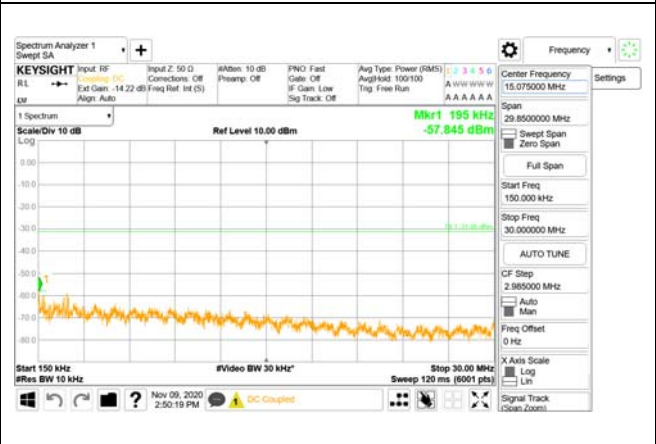 Spectrum Analyzer 1
Swept SA
+
Frequency
KEYSIGHT
RL
Input: RF
Coupling: DC
Ext Gain: -14.22 dB
Align: Auto
Input Z: 50 Ω
Corrections: Off
Freq Ref: Int (S)
#Atten: 10 dB
Preamp: Off
PNO: Fast
Gate: Off
IF Gain: Low
Sig Track: Off
Avg Type: Power (RMS)
Avg|Hold: 100/100
Trig: Free Run
1 2 3 4 5 6
A W W W W W
A A A A A A
1 Spectrum
Scale/Div 10 dB
Log
Ref Level 10.00 dBm
Mkr1 195 kHz
-57.845 dBm
0.00
-10.0
-20.0
-30.0
-40.0
-50.0
-60.0
-70.0
-80.0
1
Start 150 kHz
#Res BW 10 kHz
#Video BW 30 kHz*
Stop 30.00 MHz
Sweep 120 ms (6001 pts)
Nov 09, 2020
2:50:19 PM
DC Coupled
Center Frequency
15.075000 MHz
Settings
Span
29.8500000 MHz
Swept Span
Zero Span
Full Span
Start Freq
150.000 kHz
Stop Freq
30.000000 MHz
AUTO TUNE
CF Step
2.985000 MHz
Auto
Man
Freq Offset
0 Hz
X Axis Scale
Log
Lin
Signal Track
(Span Zoom)